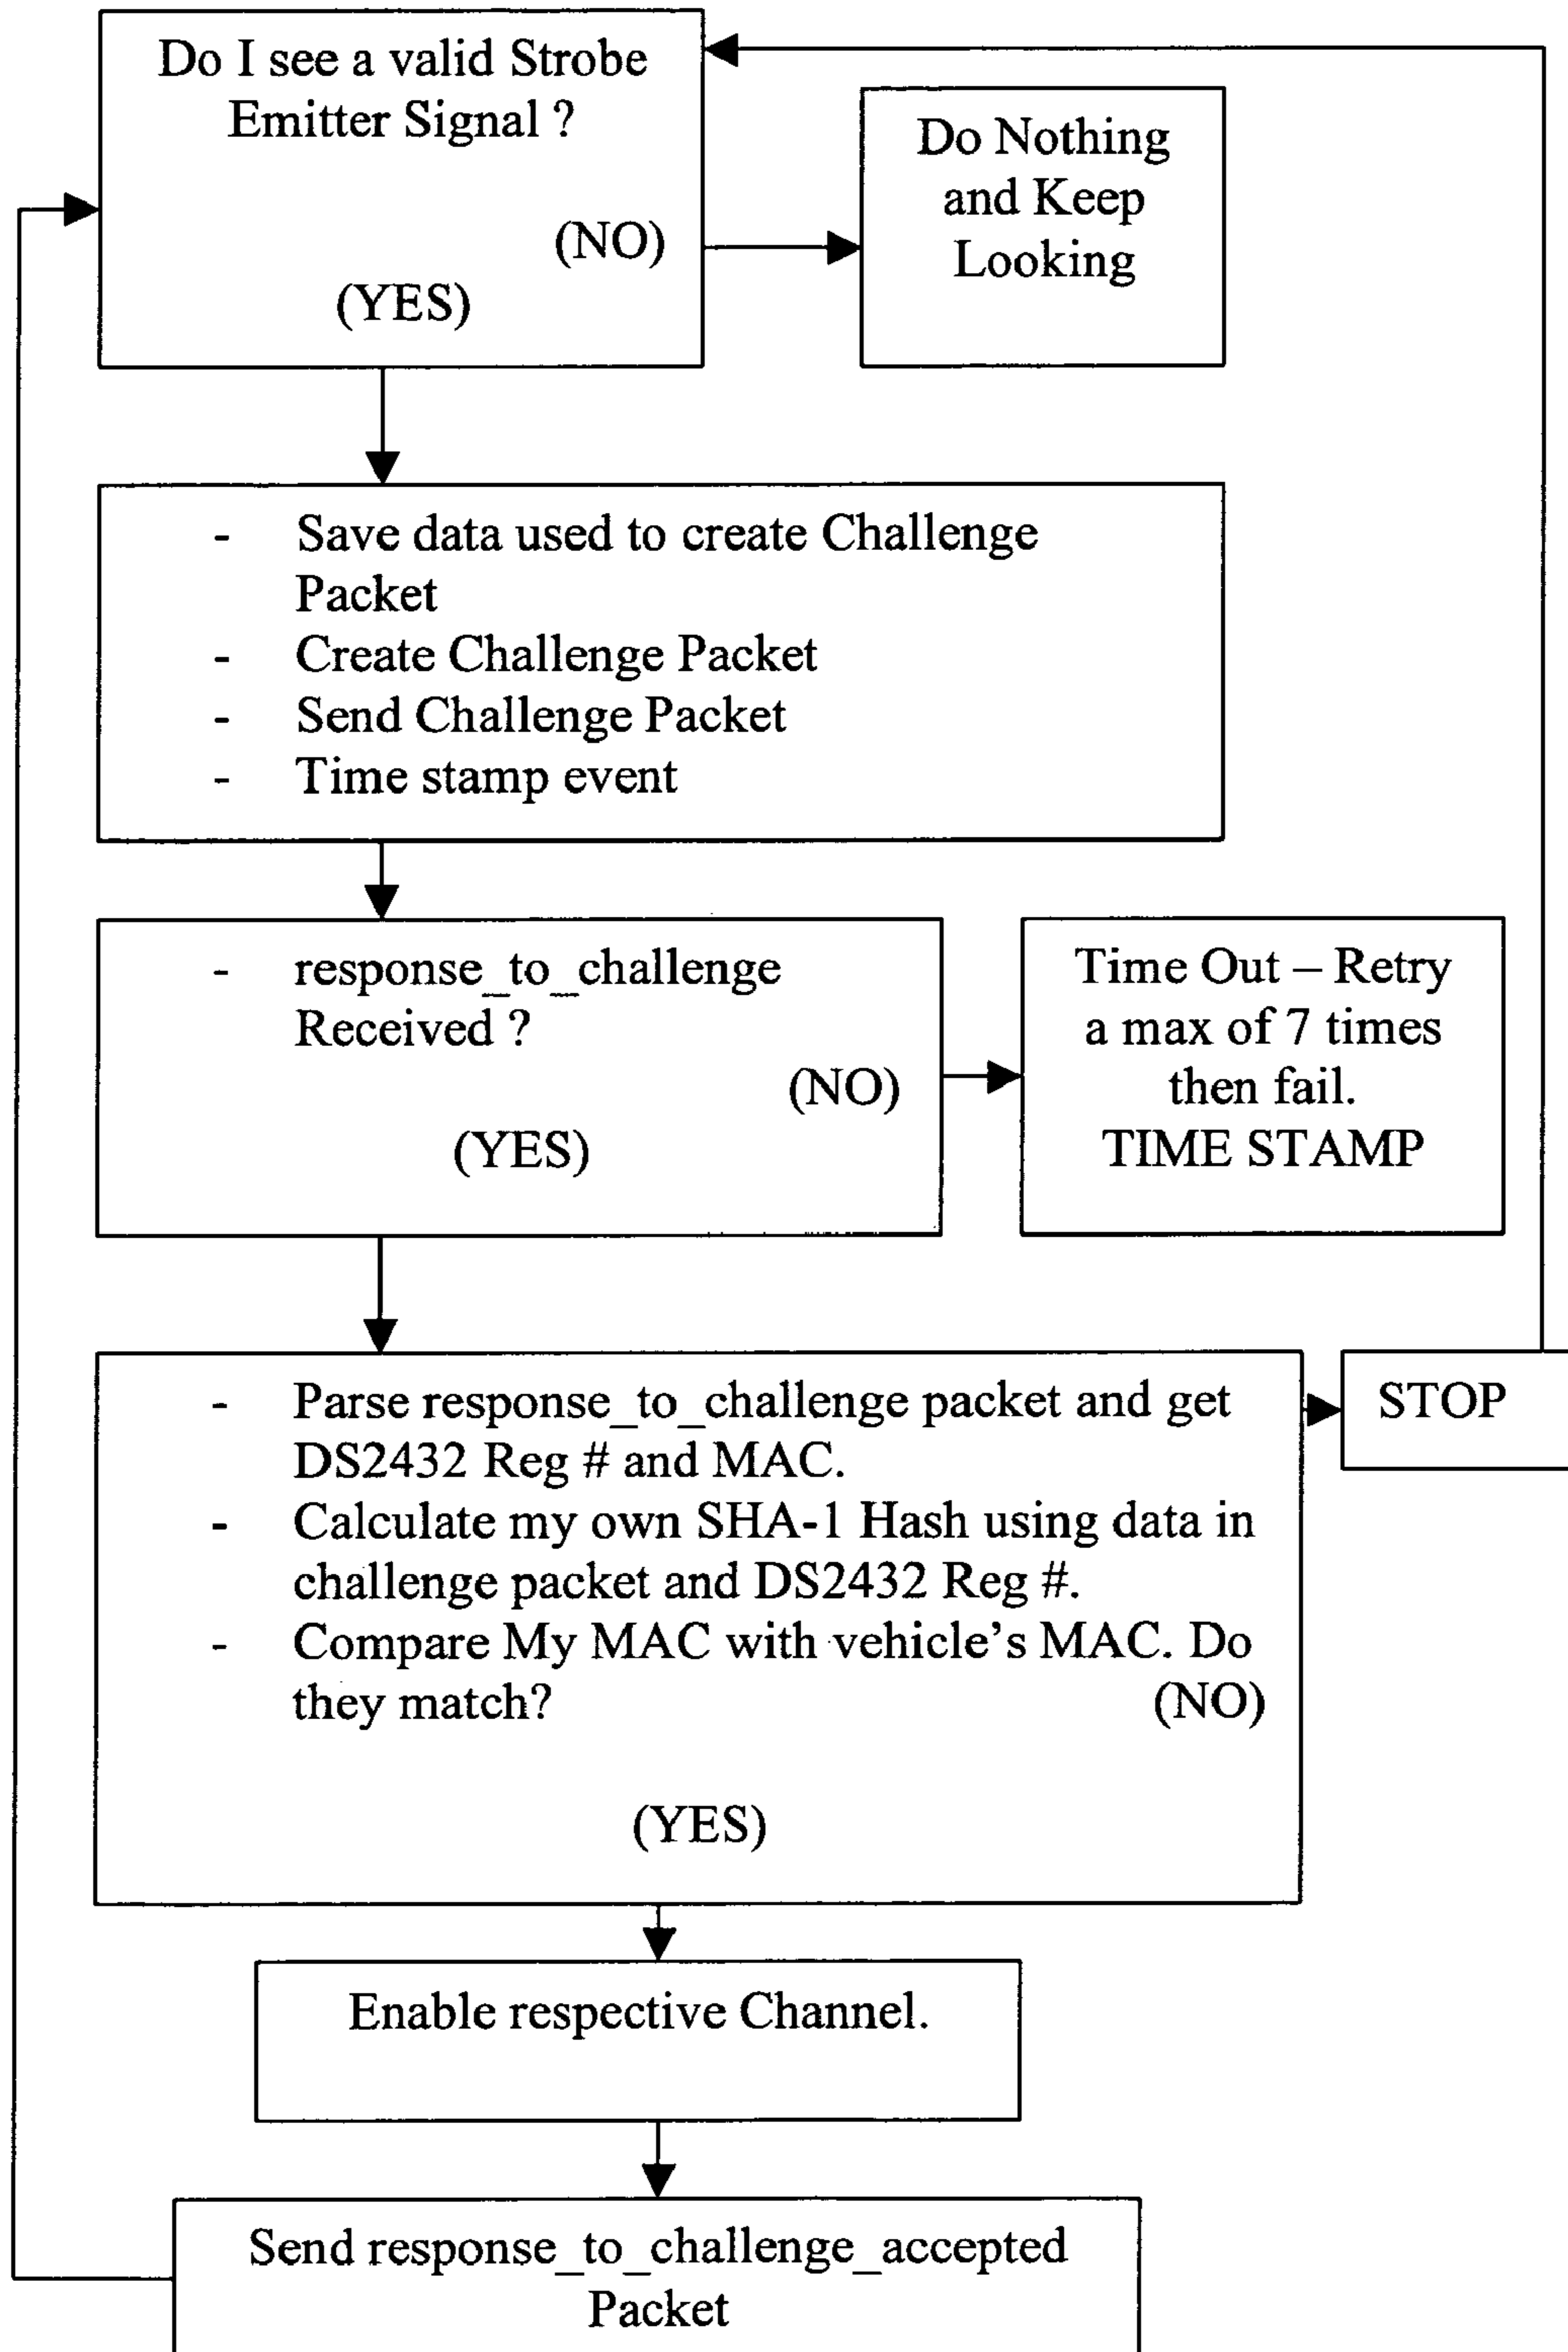 Do I see a valid Strobe
Emitter Signal ?
(NO)
(YES)
Do Nothing
and Keep
Looking
- Save data used to create Challenge
Packet
- Create Challenge Packet
- Send Challenge Packet
- Time stamp event
- response_to_challenge
Received ?
(NO)
(YES)
Time Out – Retry
a max of 7 times
then fail.
TIME STAMP
- Parse response_to_challenge packet and get
DS2432 Reg # and MAC.
- Calculate my own SHA-1 Hash using data in
challenge packet and DS2432 Reg #.
- Compare My MAC with vehicle's MAC. Do
they match? (NO)
(YES)
STOP
Enable respective Channel.
Send response_to_challenge_accepted
Packet